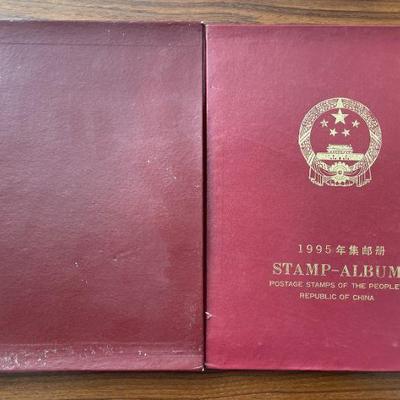 1995年集邮册
STAMP-ALBUM
POSTAGE STAMPS OF THE PEOPLE
REPUBLIC OF CHINA